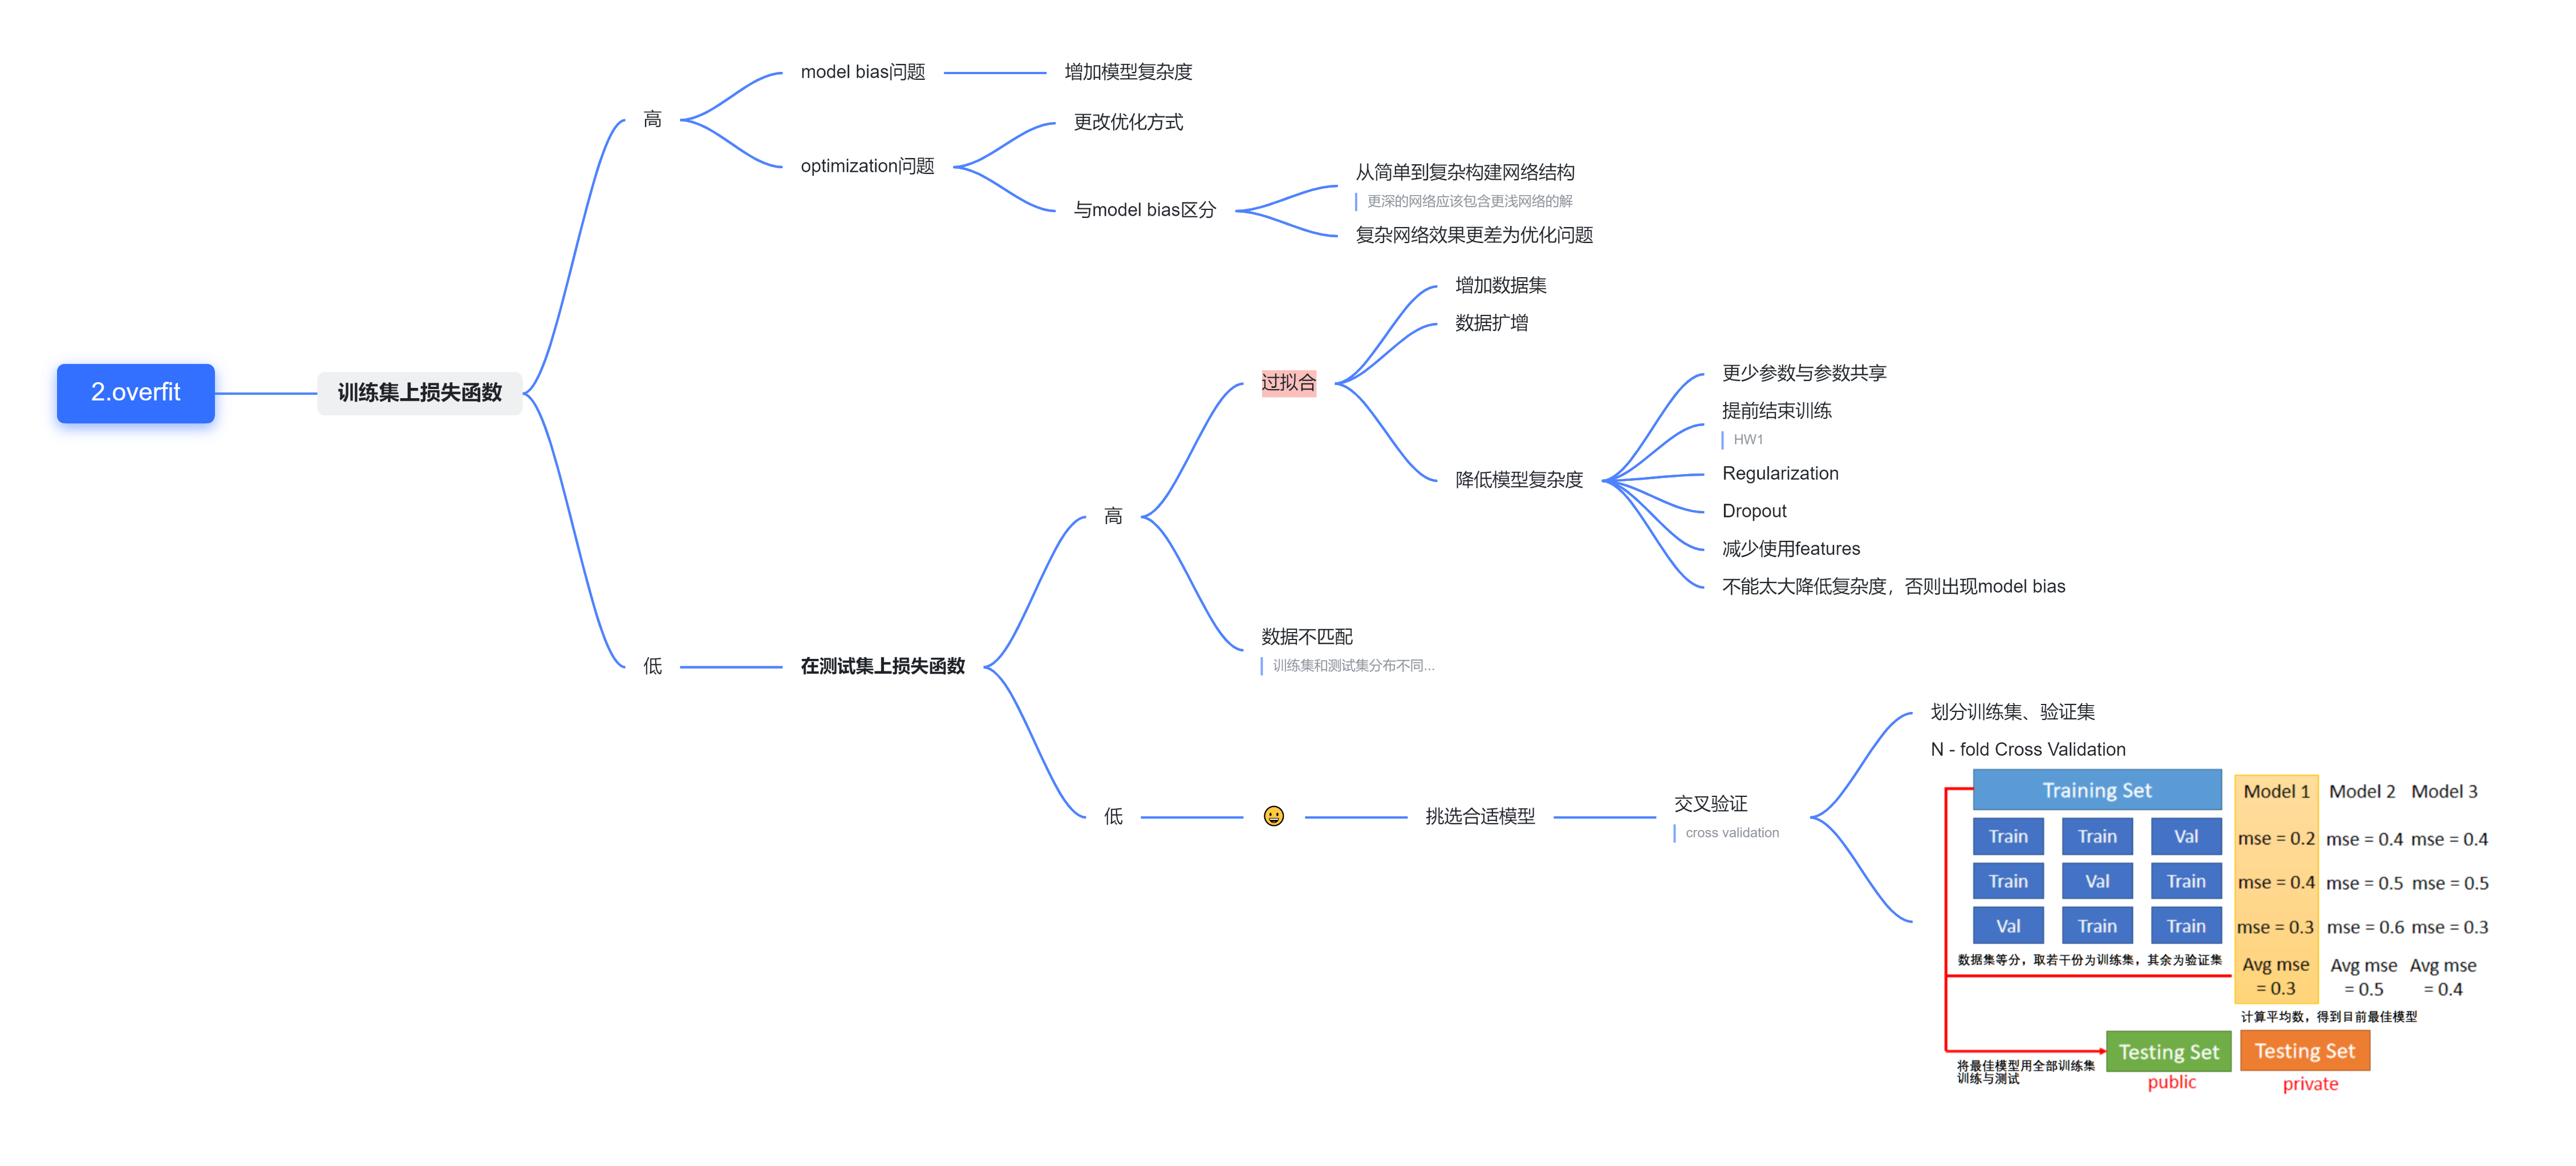 2.overfit
训练集上损失函数
高
model bias问题
增加模型复杂度
optimization问题
更改优化方式
与model bias区分
从简单到复杂构建网络结构
更深的网络应该包含更浅网络的解
复杂网络效果更差为优化问题
低
在测试集上损失函数
高
过拟合
增加数据集
数据扩增
降低模型复杂度
更少参数与参数共享
提前结束训练
HW1
Regularization
Dropout
减少使用features
不能太大降低复杂度，否则出现model bias
数据不匹配
训练集和测试集分布不同...
低
挑选合适模型
交叉验证
cross validation
划分训练集、验证集
N - fold Cross Validation
Training Set Model 1 Model 2 Model 3
Train Train Val mse = 0.2 mse = 0.4 mse = 0.4
Train Val Train mse = 0.4 mse = 0.5 mse = 0.5
Val Train Train mse = 0.3 mse = 0.6 mse = 0.3
数据集等分，取若干份为训练集，其余为验证集
Avg mse Avg mse Avg mse
= 0.3 = 0.5 = 0.4
计算平均数，得到目前最佳模型
将最佳模型用全部训练集
训练与测试
Testing Set Testing Set
public private